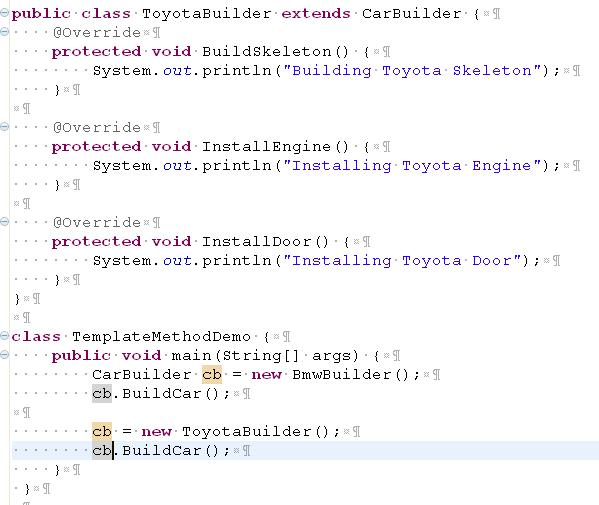 public class ToyotaBuilder extends CarBuilder {
@Override
protected void BuildSkeleton() {
System.out.println("Building Toyota Skeleton");
}

@Override
protected void InstallEngine() {
System.out.println("Installing Toyota Engine");
}

@Override
protected void InstallDoor() {
System.out.println("Installing Toyota Door");
}
}

class TemplateMethodDemo {
public void main(String[] args) {
CarBuilder cb = new BmwBuilder();
cb.BuildCar();

cb = new ToyotaBuilder();
cb.BuildCar();
}
}